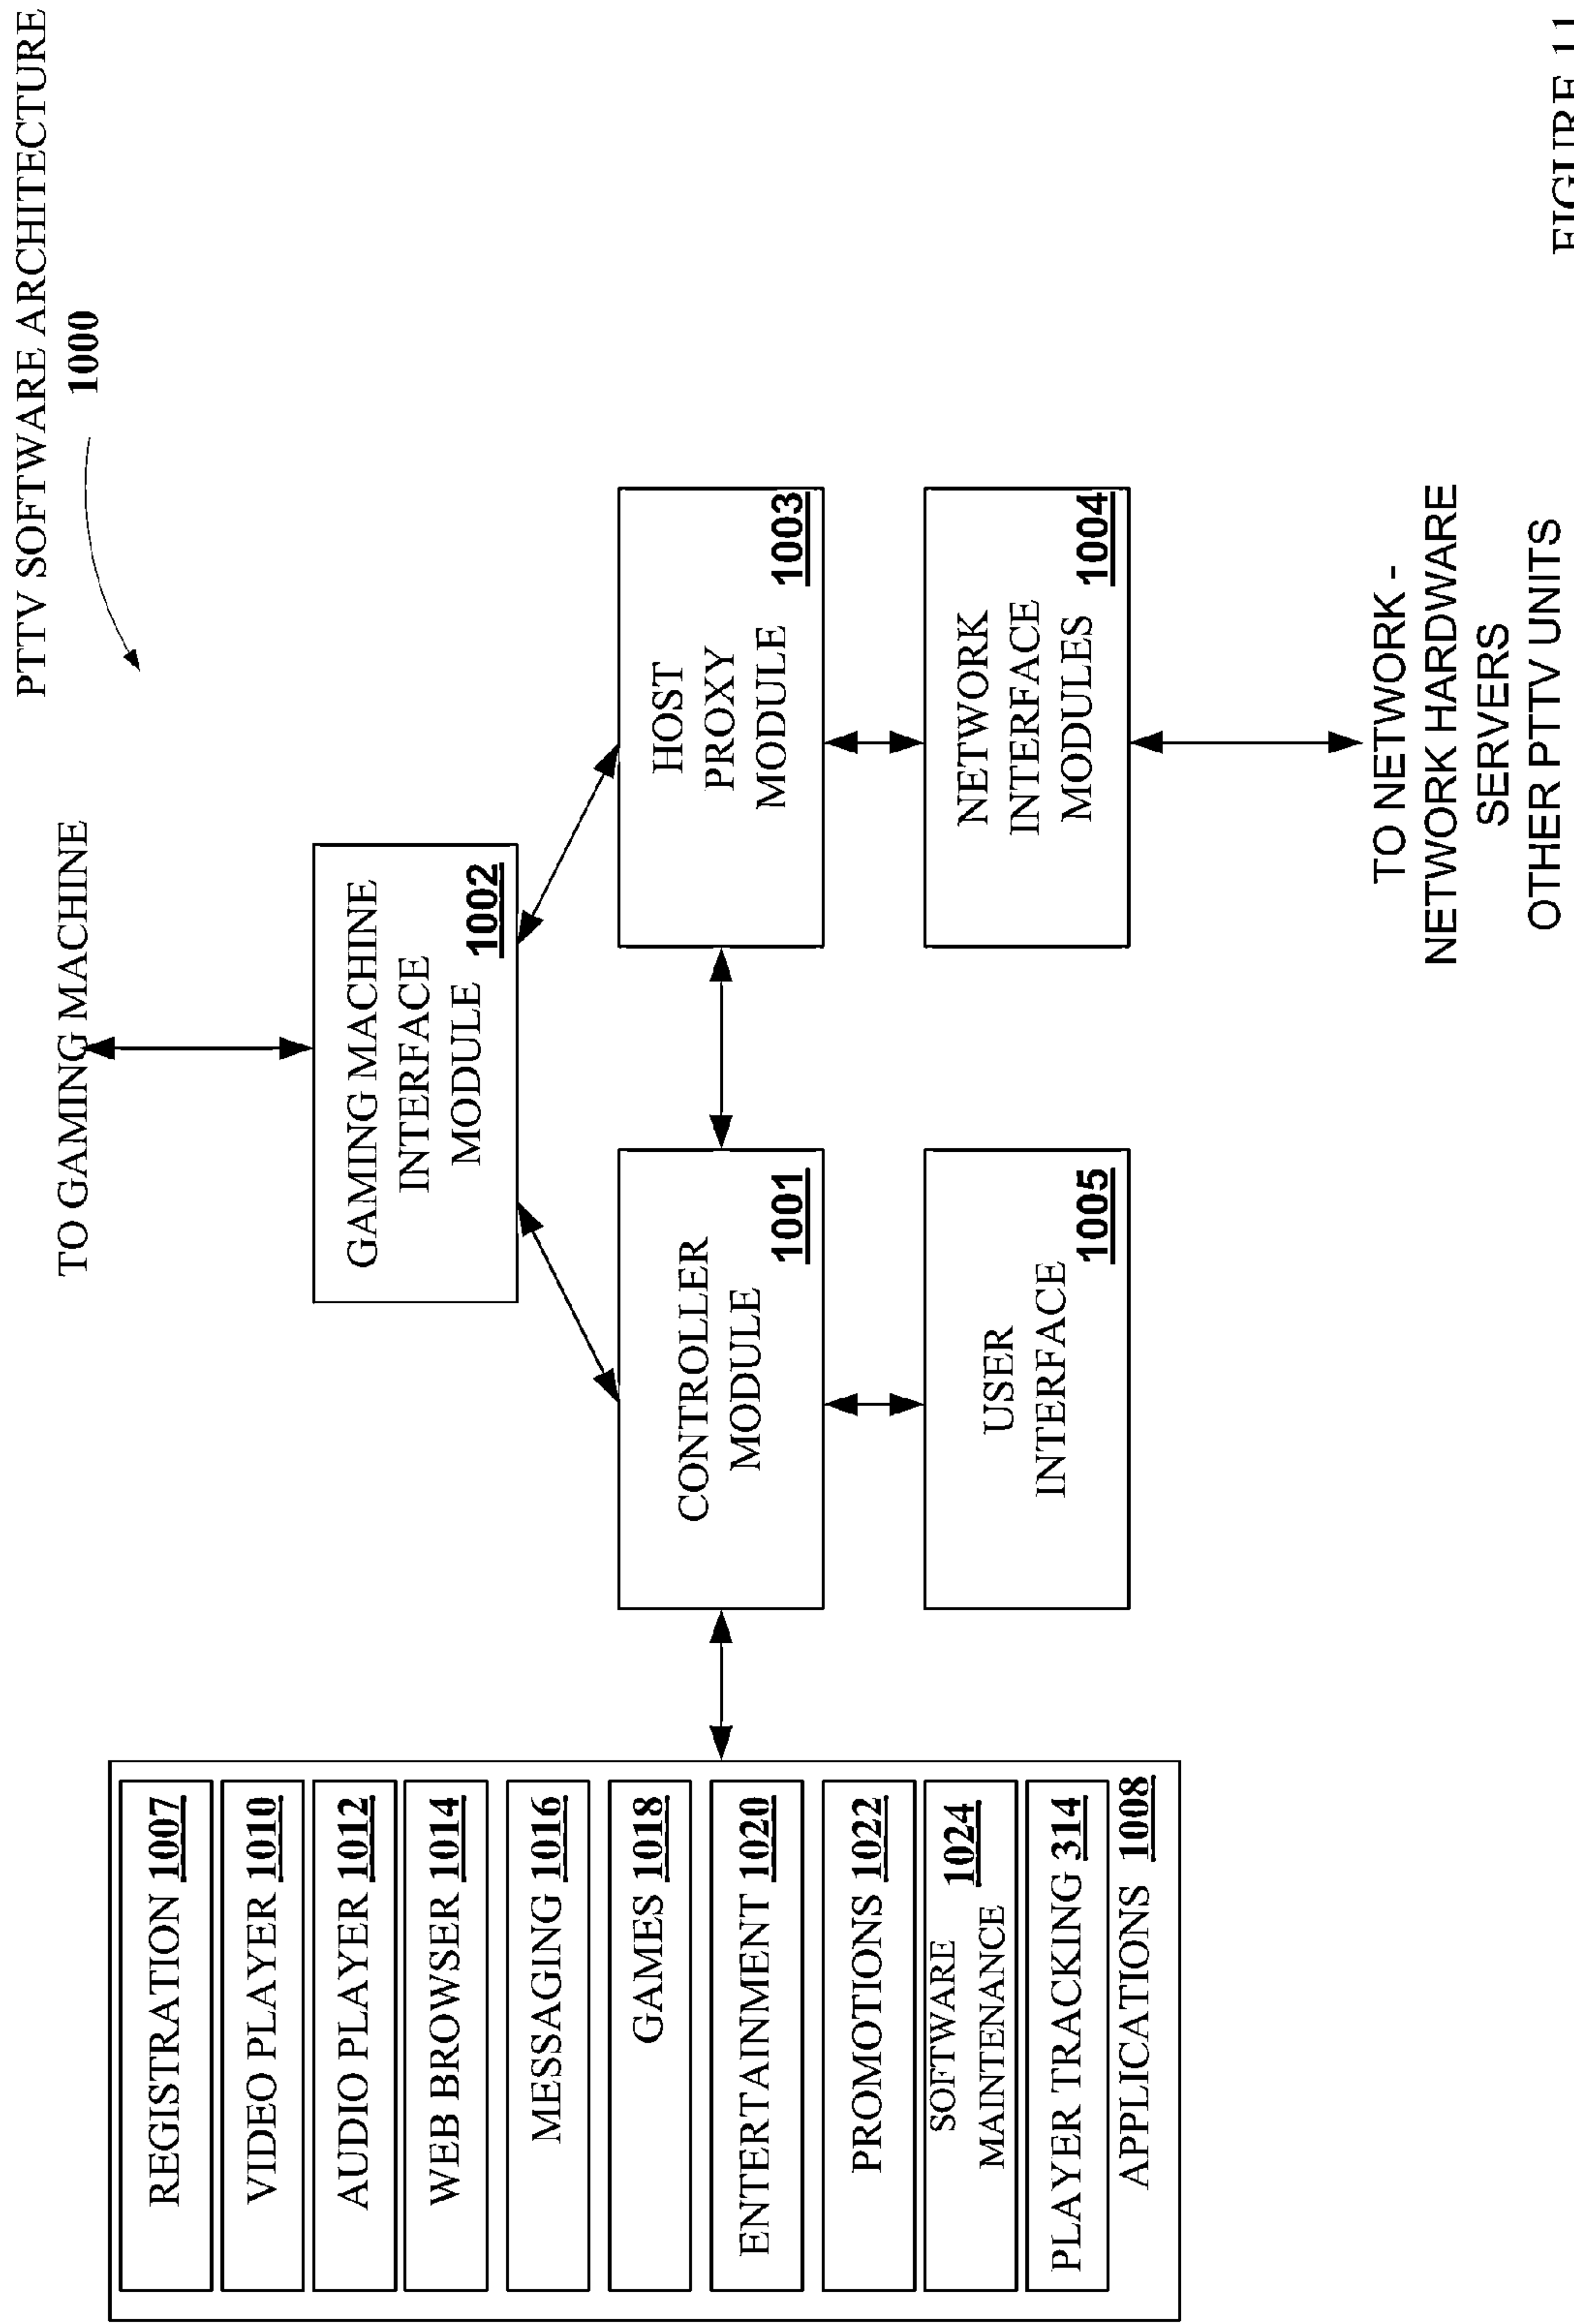 PTTV SOFTWARE ARCHITECTURE
1000
TO GAMING MACHINE
GAMING MACHINE
INTERFACE
MODULE 1002
REGISTRATION 1007
VIDEO PLAYER 1010
AUDIO PLAYER 1012
WEB BROWSER 1014
MESSAGING 1016
GAMES 1018
ENTERTAINMENT 1020
PROMOTIONS 1022
SOFTWARE
MAINTENANCE 1024
PLAYER TRACKING 314
APPLICATIONS 1008
CONTROLLER
MODULE
1001
HOST
PROXY
MODULE
1003
USER
INTERFACE
1005
NETWORK
INTERFACE
MODULES
1004
TO NETWORK -
NETWORK HARDWARE
SERVERS
OTHER PTTV UNITS
FIGURE 11